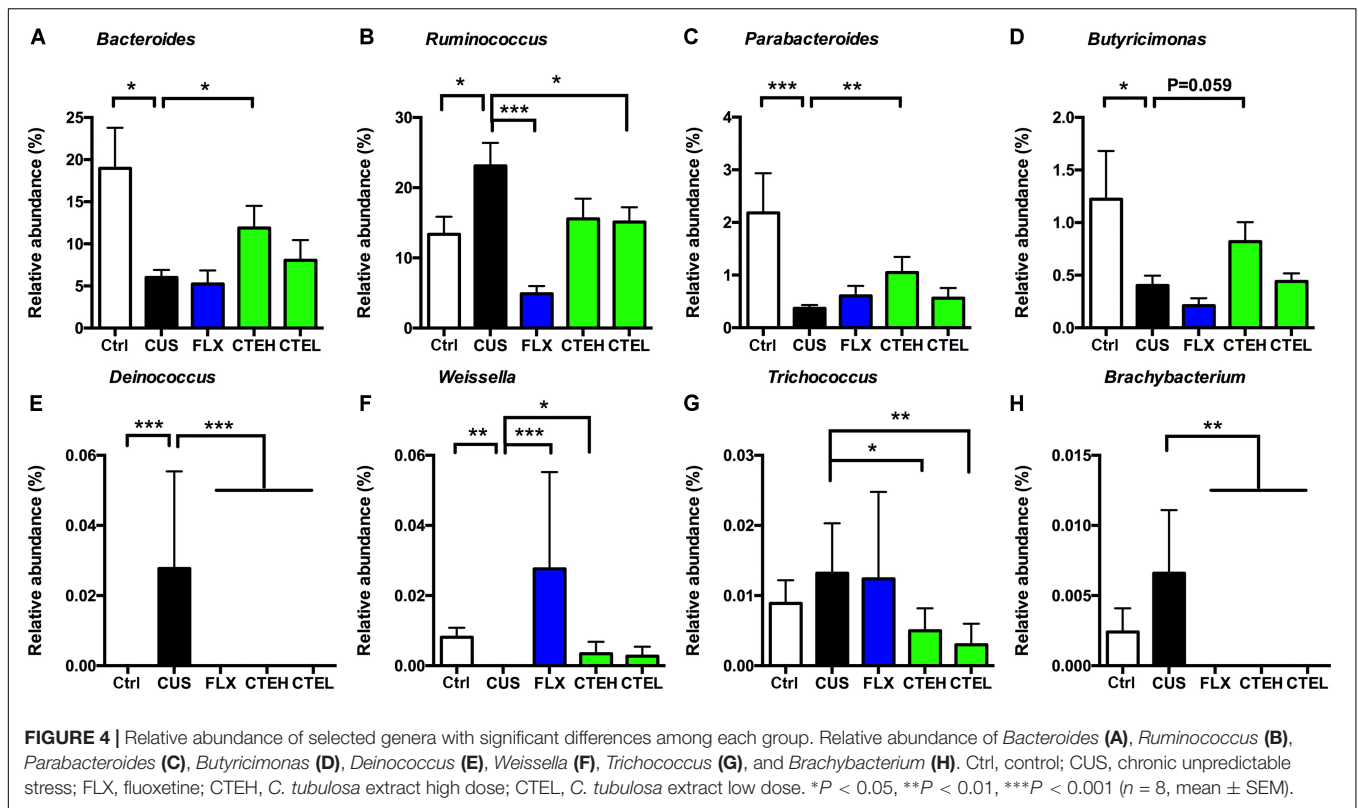 A Bacteroides
B Ruminococcus
C Parabacteroides
D Butyricimonas
* *
* *** *
*** **
* P=0.059
Relative abundance (%)
25
20
15
10
5
0
Ctrl CUS FLX CTEH CTEL
Relative abundance (%)
30
20
10
0
Ctrl CUS FLX CTEH CTEL
Relative abundance (%)
4
3
2
1
0
Ctrl CUS FLX CTEH CTEL
Relative abundance (%)
2.0
1.5
1.0
0.5
0.0
Ctrl CUS FLX CTEH CTEL
E Deinococcus
F Weissella
G Trichococcus
H Brachybacterium
*** ***
** *** *
* **
**
Relative abundance (%)
0.06
0.04
0.02
0.00
Ctrl CUS FLX CTEH CTEL
Relative abundance (%)
0.06
0.04
0.02
0.00
Ctrl CUS FLX CTEH CTEL
Relative abundance (%)
0.03
0.02
0.01
0.00
Ctrl CUS FLX CTEH CTEL
Relative abundance (%)
0.015
0.010
0.005
0.000
Ctrl CUS FLX CTEH CTEL
FIGURE 4 | Relative abundance of selected genera with significant differences among each group. Relative abundance of Bacteroides (A), Ruminococcus (B),
Parabacteroides (C), Butyricimonas (D), Deinococcus (E), Weissella (F), Trichococcus (G), and Brachybacterium (H). Ctrl, control; CUS, chronic unpredictable
stress; FLX, fluoxetine; CTEH, C. tubulosa extract high dose; CTEL, C. tubulosa extract low dose. *P < 0.05, **P < 0.01, ***P < 0.001 (n = 8, mean ± SEM).